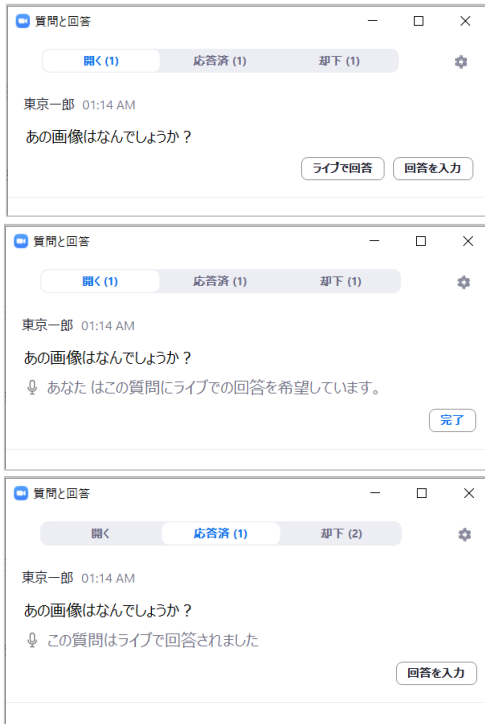 質問と回答
開く (1) 応答済 (1) 却下 (1)
東京一郎 01:14 AM
あの画像はなんでしょうか？
ライブで回答 回答を入力
質問と回答
開く (1) 応答済 (1) 却下 (1)
東京一郎 01:14 AM
あの画像はなんでしょうか？
あなた はこの質問にライブでの回答を希望しています。
完了
質問と回答
開く 応答済 (1) 却下 (2)
東京一郎 01:14 AM
あの画像はなんでしょうか？
この質問はライブで回答されました
回答を入力